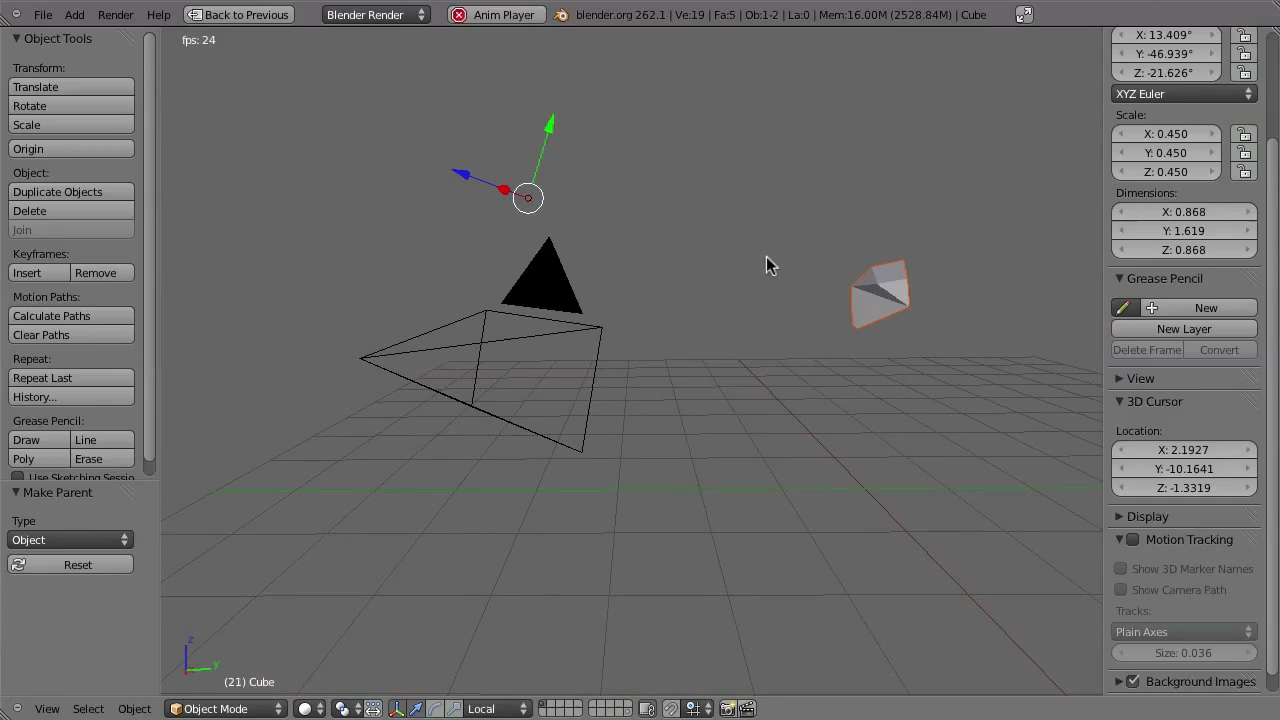 File Add Render Help Back to Previous Blender Render Anim Player blender.org 262.1 | Ve:19 | Fa:5 | Ob:1-2 | La:0 | Mem:16.00M (2528.84M) | Cube
Object Tools
Transform:
Translate
Rotate
Scale
Origin
Object:
Duplicate Objects
Delete
Join
Keyframes:
Insert Remove
Motion Paths:
Calculate Paths
Clear Paths
Repeat:
Repeat Last
History...
Grease Pencil:
Draw Line
Poly Erase
Use Sketching Sessio
Make Parent
Type
Object
Reset
fps: 24
z
y
(21) Cube
X: 13.409°
Y: -46.939°
Z: -21.626°
XYZ Euler
Scale:
X: 0.450
Y: 0.450
Z: 0.450
Dimensions:
X: 0.868
Y: 1.619
Z: 0.868
Grease Pencil
New
New Layer
Delete Frame Convert
View
3D Cursor
Location:
X: 2.1927
Y: -10.1641
Z: -1.3319
Display
Motion Tracking
Show 3D Marker Names
Show Camera Path
Tracks:
Plain Axes
Size: 0.036
Background Images
View Select Object Object Mode Local